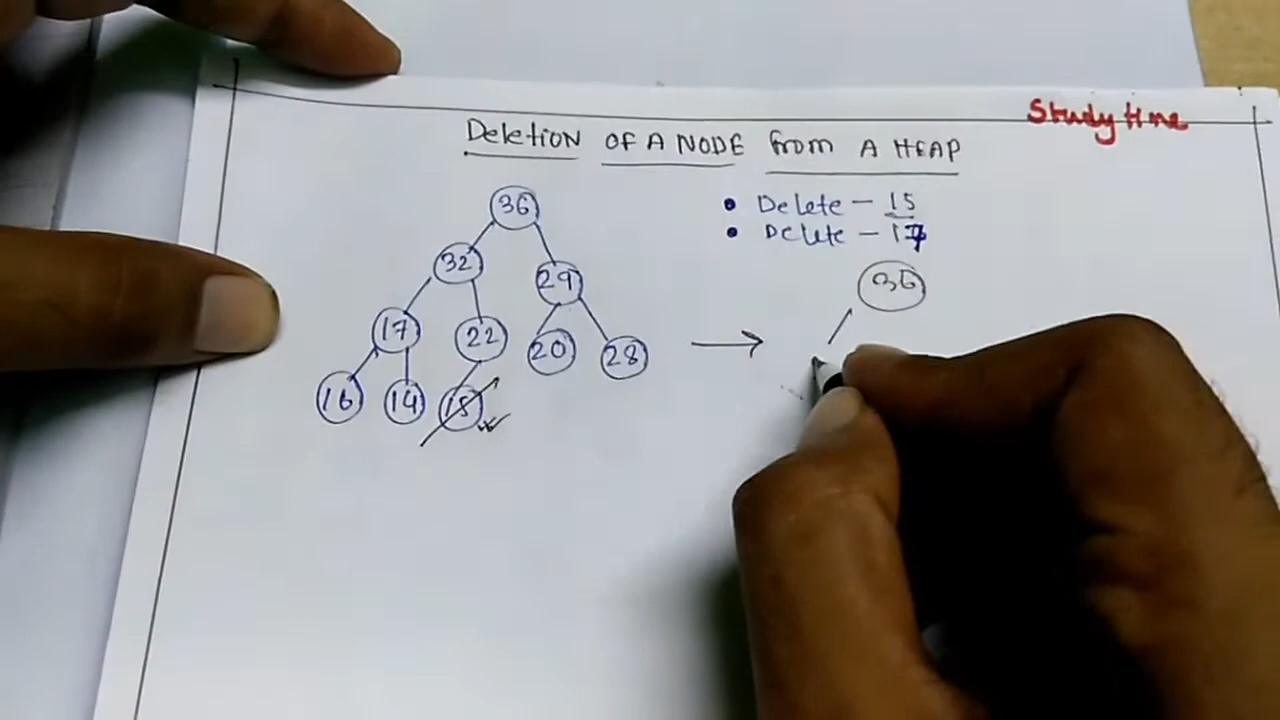 Study time
Deletion OF A NODE from A HEAP
36
• Delete - 15
• Delete - 17
32
29
36
17
22
20
28
16
14
15